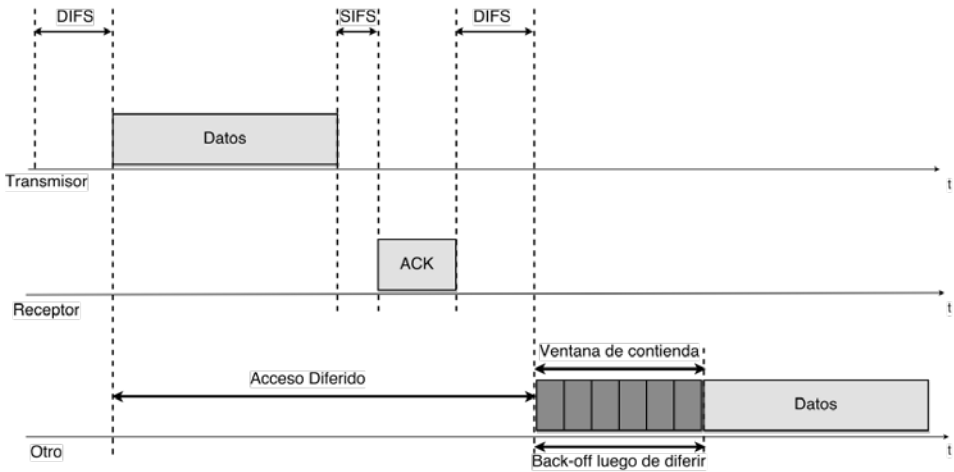 DIFS
SIFS
DIFS
Datos
Transmisor
t
ACK
Receptor
t
Ventana de contienda
Acceso Diferido
Datos
Otro
Back-off luego de diferir
t